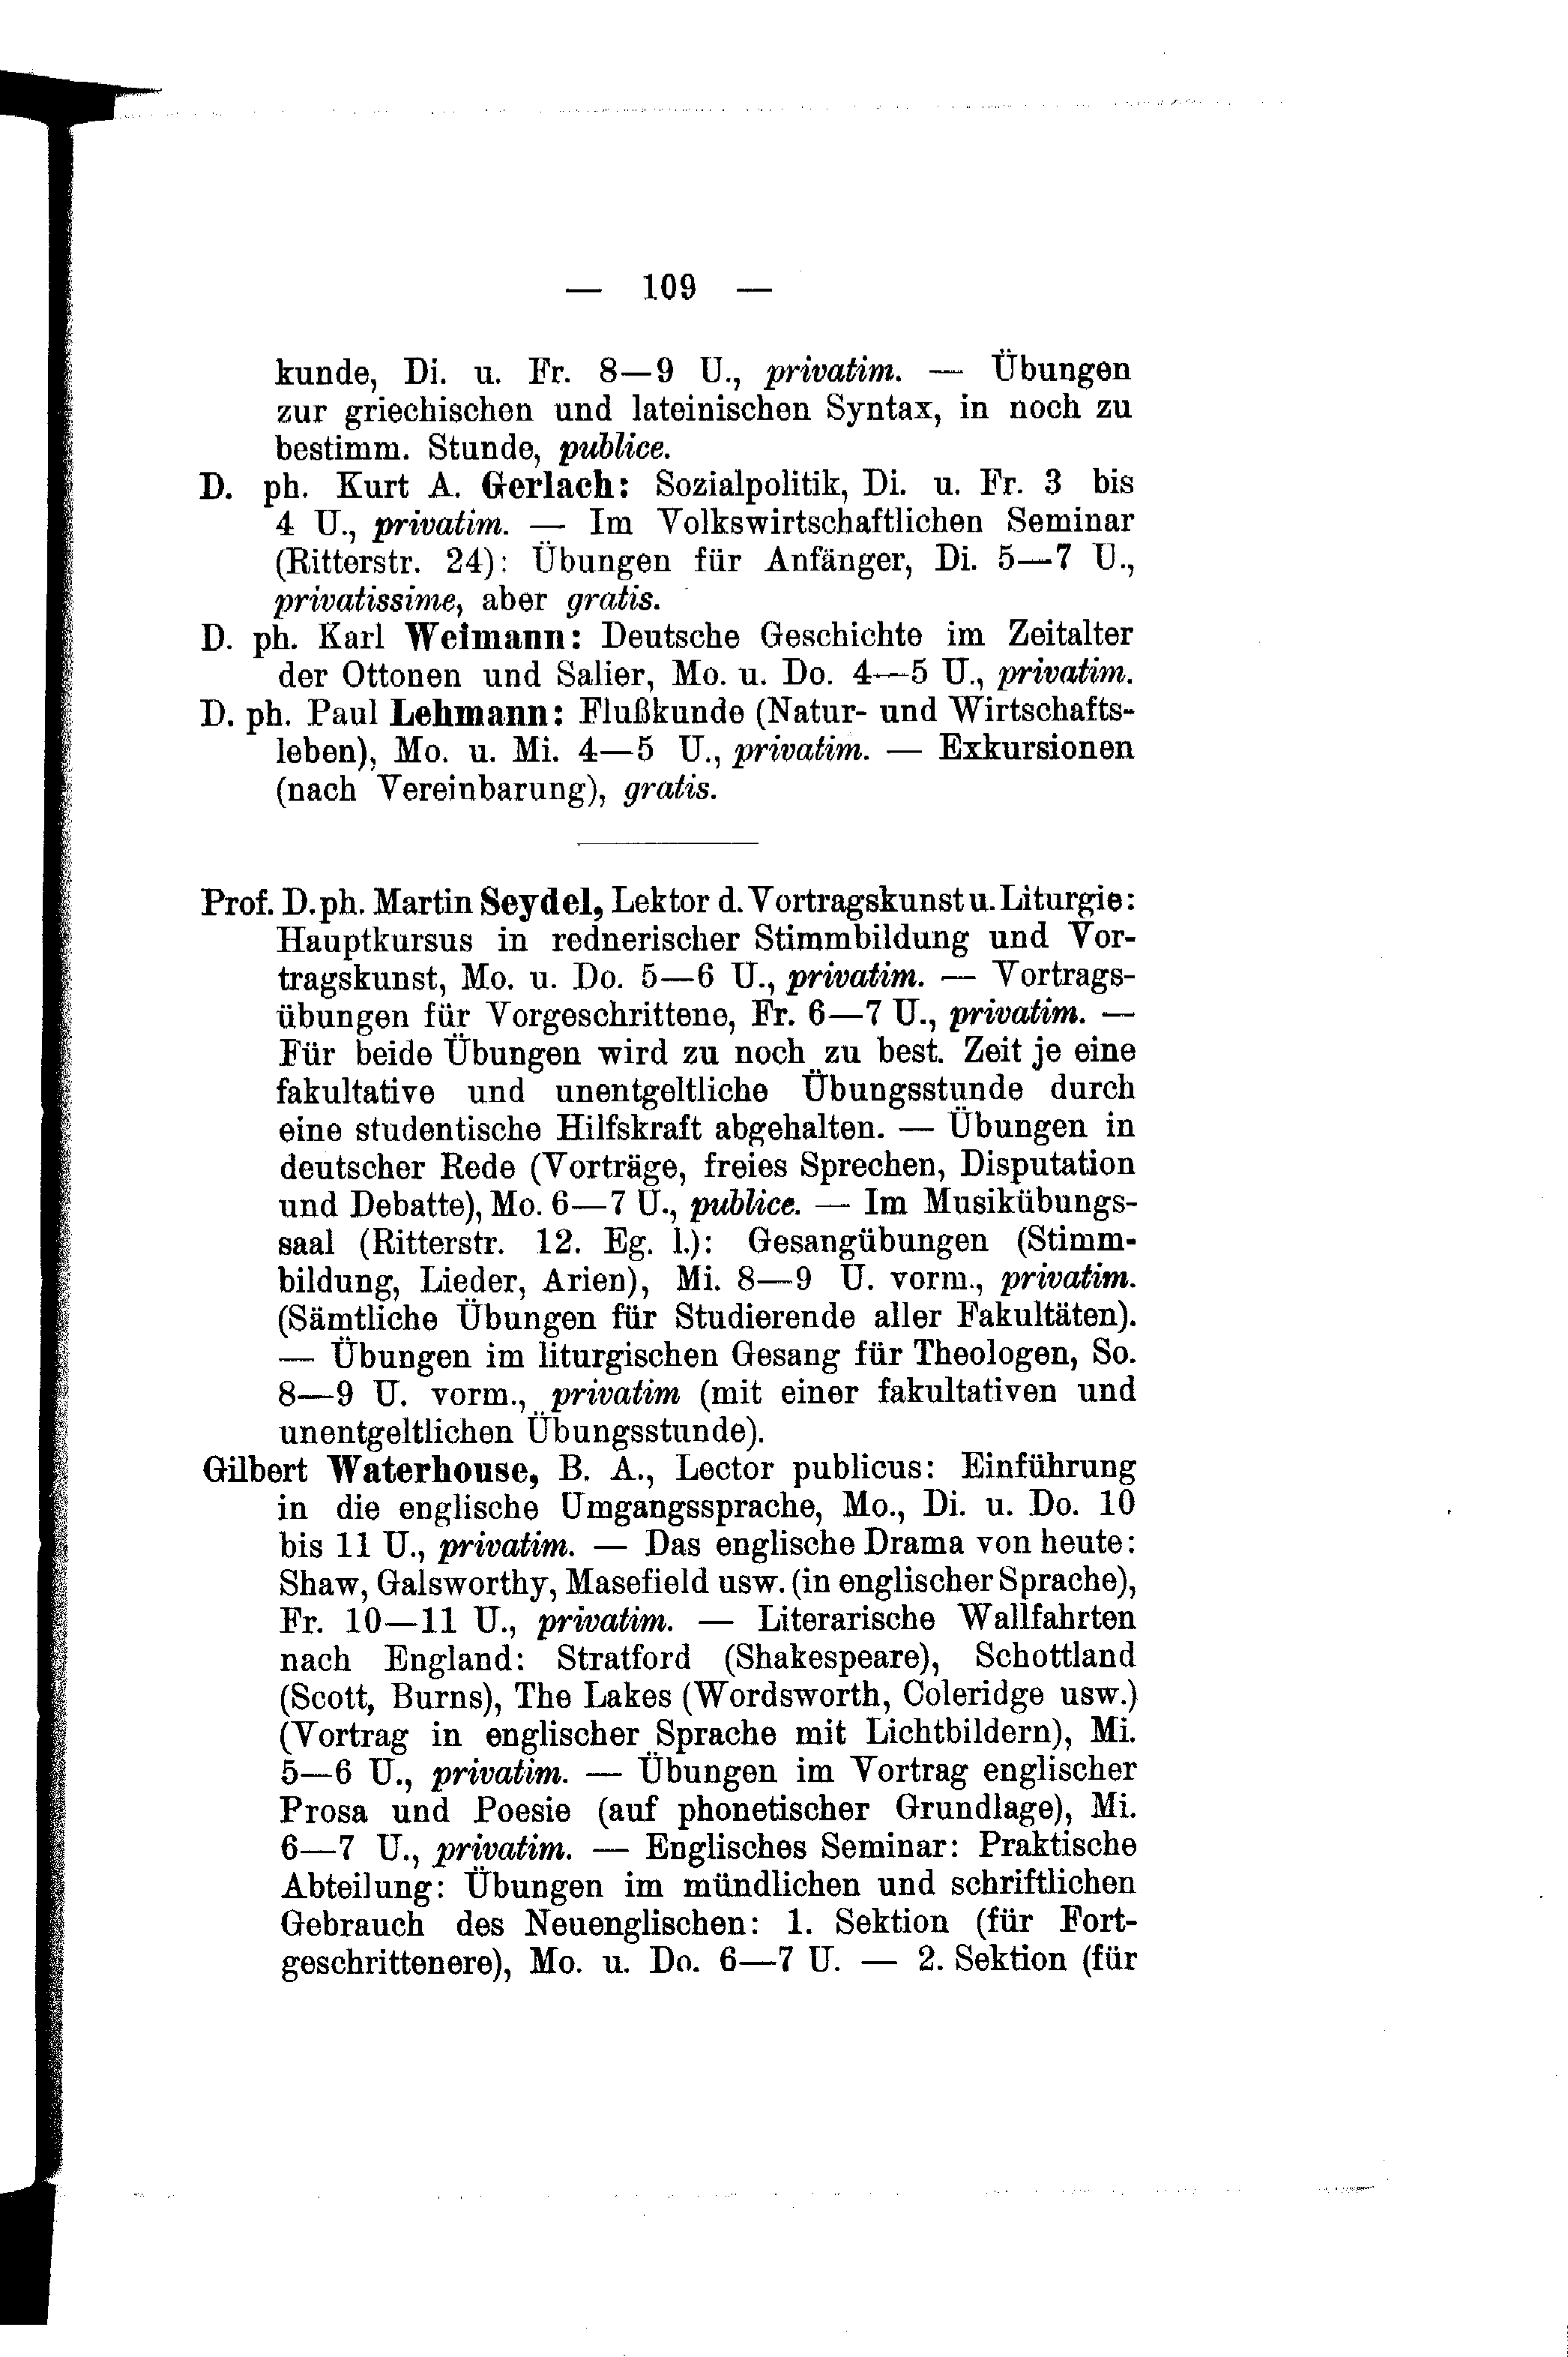 — 109 —
kunde, Di. u. Fr. 8—9 U., privatim. — Übungen
zur griechischen und lateinischen Syntax, in noch zu
bestimm. Stunde, publice.
D. ph. Kurt A. Gerlach: Sozialpolitik, Di. u. Fr. 3 bis
4 U., privatim. — Im Volkswirtschaftlichen Seminar
(Ritterstr. 24): Übungen für Anfänger, Di. 5—7 U.,
privatissime, aber gratis.
D. ph. Karl Weimann: Deutsche Geschichte im Zeitalter
der Ottonen und Salier, Mo. u. Do. 4—5 U., privatim.
D. ph. Paul Lehmann: Flußkunde (Natur- und Wirtschafts-
leben), Mo. u. Mi. 4—5 U., privatim. — Exkursionen
(nach Vereinbarung), gratis.
Prof. D. ph. Martin Seydel, Lektor d. Vortragskunst u. Liturgie:
Hauptkursus in rednerischer Stimmbildung und Vor-
tragskunst, Mo. u. Do. 5—6 U., privatim. — Vortrags-
übungen für Vorgeschrittene, Fr. 6—7 U., privatim. —
Für beide Übungen wird zu noch zu best. Zeit je eine
fakultative und unentgeltliche Übungsstunde durch
eine studentische Hilfskraft abgehalten. — Übungen in
deutscher Rede (Vorträge, freies Sprechen, Disputation
und Debatte), Mo. 6—7 U., publice. — Im Musikübungs-
saal (Ritterstr. 12. Eg. l.): Gesangübungen (Stimm-
bildung, Lieder, Arien), Mi. 8—9 U. vorm., privatim.
(Sämtliche Übungen für Studierende aller Fakultäten).
— Übungen im liturgischen Gesang für Theologen, So.
8—9 U. vorm., privatim (mit einer fakultativen und
unentgeltlichen Übungsstunde).
Gilbert Waterhouse, B. A., Lector publicus: Einführung
in die englische Umgangssprache, Mo., Di. u. Do. 10
bis 11 U., privatim. — Das englische Drama von heute:
Shaw, Galsworthy, Masefield usw. (in englischer Sprache),
Fr. 10—11 U., privatim. — Literarische Wallfahrten
nach England: Stratford (Shakespeare), Schottland
(Scott, Burns), The Lakes (Wordsworth, Coleridge usw.)
(Vortrag in englischer Sprache mit Lichtbildern), Mi.
5—6 U., privatim. — Übungen im Vortrag englischer
Prosa und Poesie (auf phonetischer Grundlage), Mi.
6—7 U., privatim. — Englisches Seminar: Praktische
Abteilung: Übungen im mündlichen und schriftlichen
Gebrauch des Neuenglischen: 1. Sektion (für Fort-
geschrittenere), Mo. u. Do. 6—7 U. — 2. Sektion (für